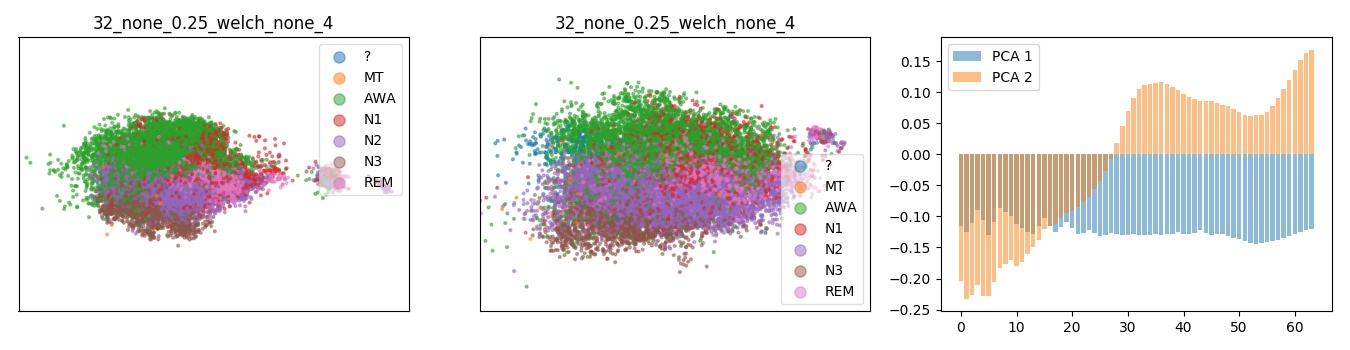 32_none_0.25_welch_none_4
?
MT
AWA
N1
N2
N3
REM
32_none_0.25_welch_none_4
?
MT
AWA
N1
N2
N3
REM
PCA 1
PCA 2
0.15
0.10
0.05
0.00
−0.05
−0.10
−0.15
−0.20
−0.25
0 10 20 30 40 50 60